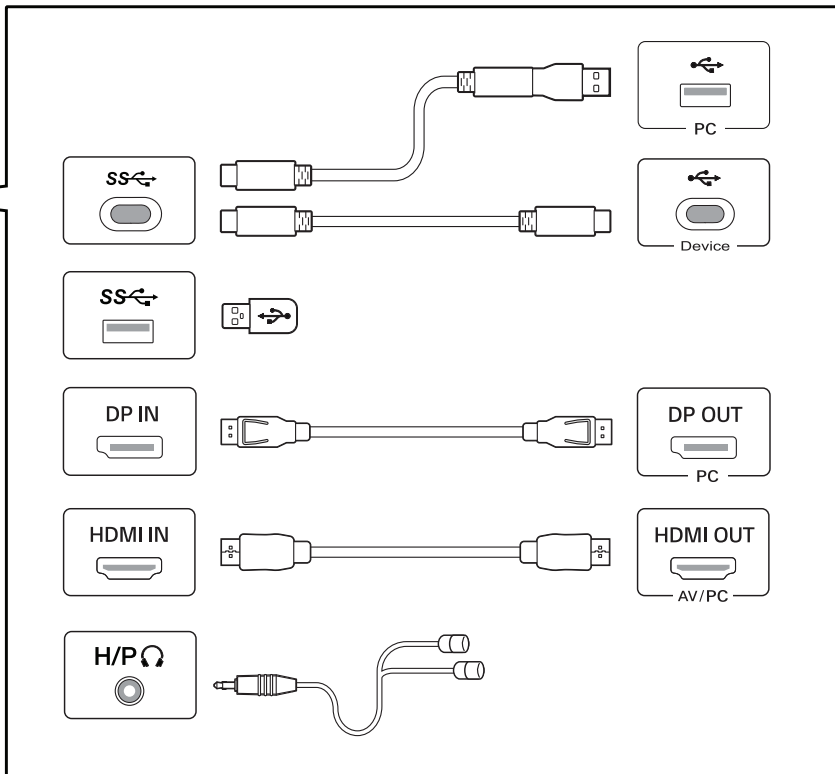 PC
SS
Device
SS
DP IN
DP OUT
PC
HDMI IN
HDMI OUT
AV/PC
H/P